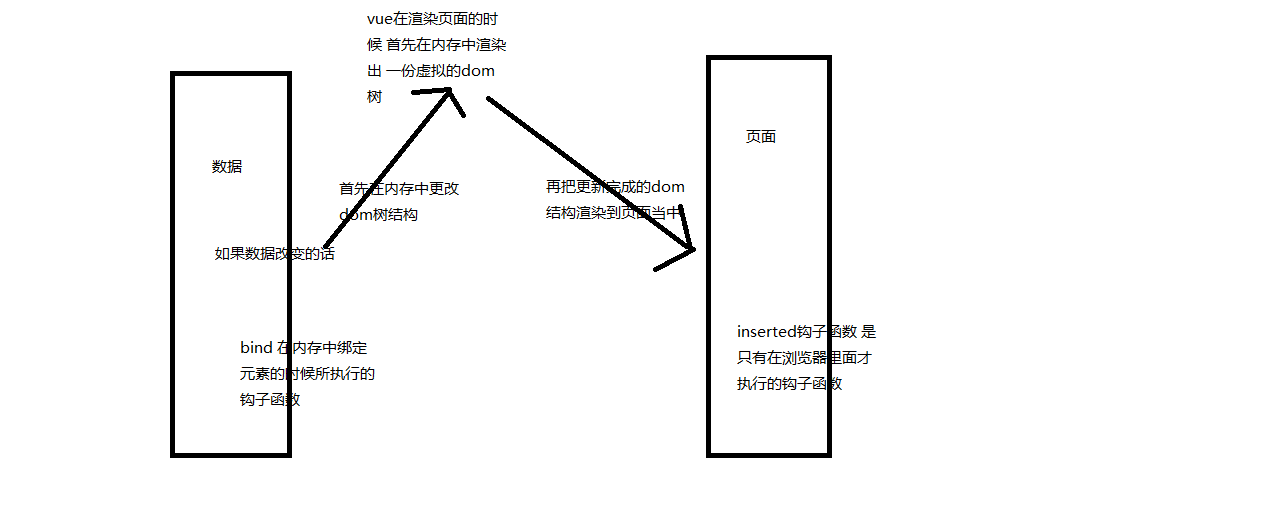 vue在渲染页面的时
候 首先在内存中渲染
出 一份虚拟的dom
树
数据
首先在内存中更改
dom树结构
如果数据改变的话
bind 在内存中绑定
元素的时候所执行的
钩子函数
再把更新完成的dom
结构渲染到页面当中
页面
inserted钩子函数 是
只有在浏览器里面才
执行的钩子函数